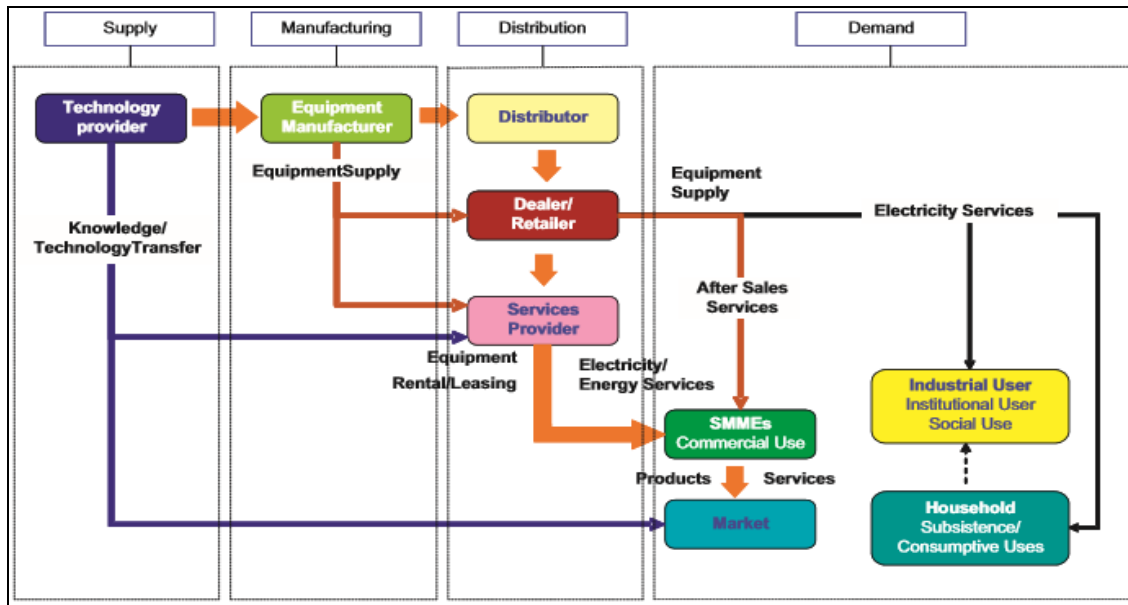 Supply
Manufacturing
Distribution
Demand
Technology
provider
Equipment
Manufacturer
Distributor
EquipmentSupply
Equipment
Supply
Dealer/
Retailer
Electricity Services
Knowledge/
TechnologyTransfer
After Sales
Services
Services
Provider
Equipment
Rental/Leasing
Electricity/
Energy Services
Industrial User
Institutional User
Social Use
SMMEs
Commercial Use
Products
Services
Market
Household
Subsistence/
Consumptive Uses